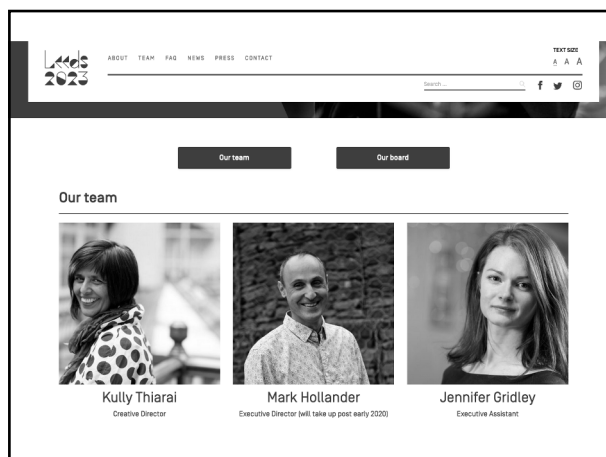 Leeds
2023
ABOUT TEAM FAQ NEWS PRESS CONTACT
TEXT SIZE
A A A
Search ...
Our team Our board
Our team
Kully Thiarai Mark Hollander Jennifer Gridley
Creative Director Executive Director (will take up post early 2020) Executive Assistant